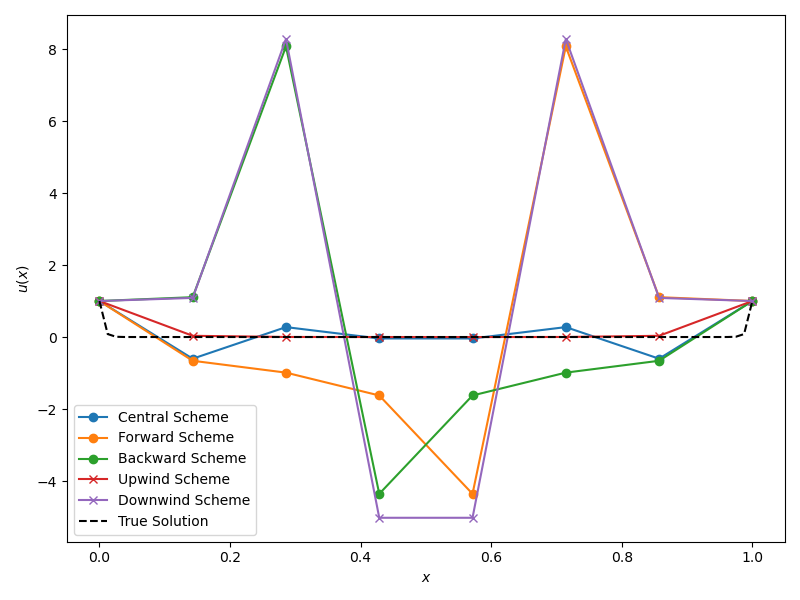 8
6
4
2
0
−2
−4
u(x)
Central Scheme
Forward Scheme
Backward Scheme
Upwind Scheme
Downwind Scheme
True Solution
0.0 0.2 0.4 0.6 0.8 1.0
x